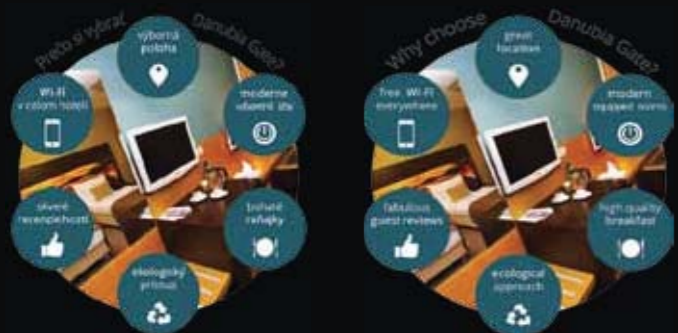 Prečo si vybrať Danubia Gate?
výborná
poloha
WI-FI
v celom hoteli
moderne
skvelé
recenzie hostí
bohaté
raňajky
ekologický
prístup
Why choose Danubia Gate?
great
location
free WI-FI
everywhere
modern
equipped rooms
fabulous
guest reviews
high quality
breakfast
ecological
approach